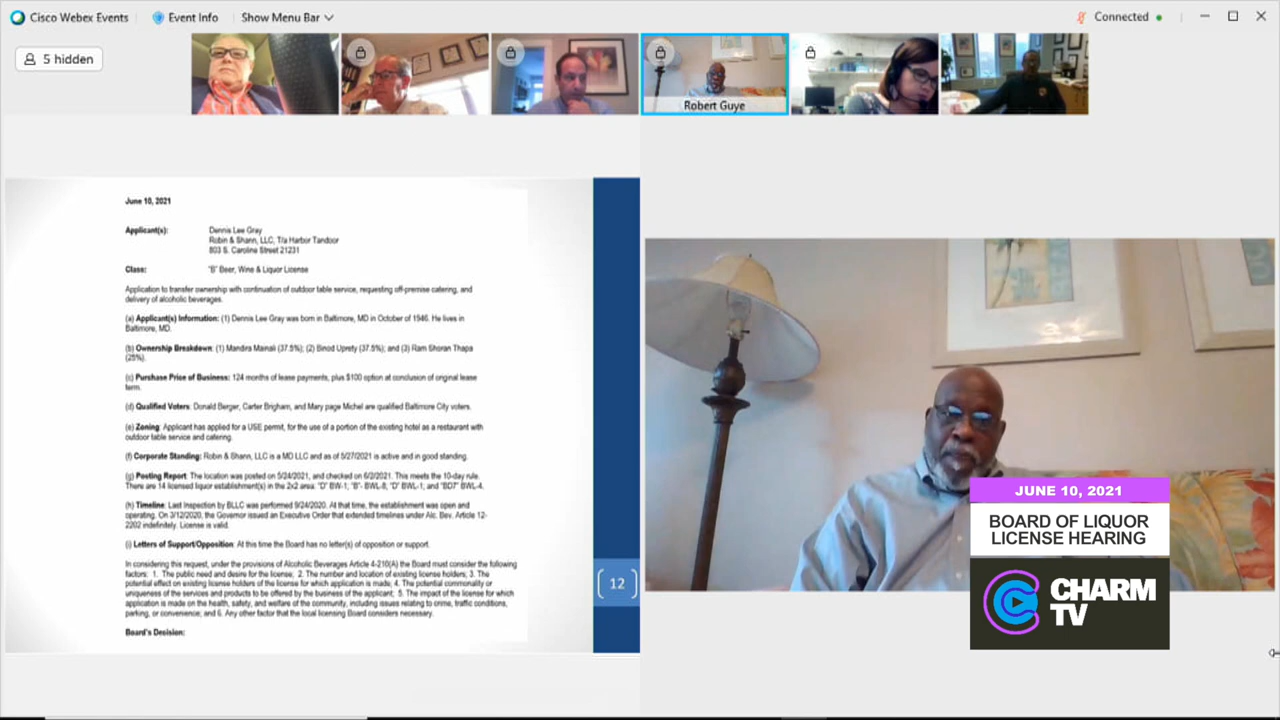 Cisco Webex Events
Event Info
Show Menu Bar
Connected
5 hidden
Robert Guye
June 10, 2021
Applicant(s):
Dennis Lee Gray
Robin & Shann, LLC, T/a Harbor Tandoor
803 S. Caroline Street 21231
Class:
"B" Beer, Wine & Liquor License
Application to transfer ownership with continuation of outdoor table service, requesting off-premise catering, and
delivery of alcoholic beverages.
(a) Applicant(s) Information: (1) Dennis Lee Gray was born in Baltimore, MD in October of 1946. He lives in
Baltimore, MD.
(b) Ownership Breakdown: (1) Mandira Mainali (37.5%); (2) Binod Uprety (37.5%); and (3) Ram Sharan Thapa
(25%).
(c) Purchase Price of Business: 124 months of lease payments, plus $100 option at conclusion of original lease
term.
(d) Qualified Voters: Donald Berger, Carter Brigham, and Mary page Michel are qualified Baltimore City voters.
(e) Zoning: Applicant has applied for a USE permit, for the use of a portion of the existing hotel as a restaurant with
outdoor table service and catering.
(f) Corporate Standing: Robin & Shann, LLC is a MD LLC and as of 5/27/2021 is active and in good standing.
(g) Posting Report: The location was posted on 5/24/2021, and checked on 6/2/2021. This meets the 10-day rule.
There are 14 licensed liquor establishment(s) in the 2x2 area: "D" BW-1, "B"- BWL-8, "D" BWL-1; and "BD7" BWL-4.
(h) Timeline: Last Inspection by BLLC was performed 9/24/2020. At that time, the establishment was open and
operating. On 3/12/2020, the Governor issued an Executive Order that extended timelines under Alc. Bev. Article 12-
2202 indefinitely. License is valid.
(i) Letters of Support/Opposition: At this time the Board has no letter(s) of opposition or support.
In considering this request, under the provisions of Alcoholic Beverages Article 4-210(A) the Board must consider the following
factors: 1. The public need and desire for the license; 2. The number and location of existing license holders; 3. The
potential effect on existing license holders of the license for which application is made; 4. The potential commonality or
uniqueness of the services and products to be offered by the business of the applicant; 5. The impact of the license for which
application is made on the health, safety, and welfare of the community, including issues relating to crime, traffic conditions,
parking, or convenience; and 6. Any other factor that the local licensing Board considers necessary.
Board's Decision:
12
JUNE 10, 2021
BOARD OF LIQUOR
LICENSE HEARING
CHARM
TV